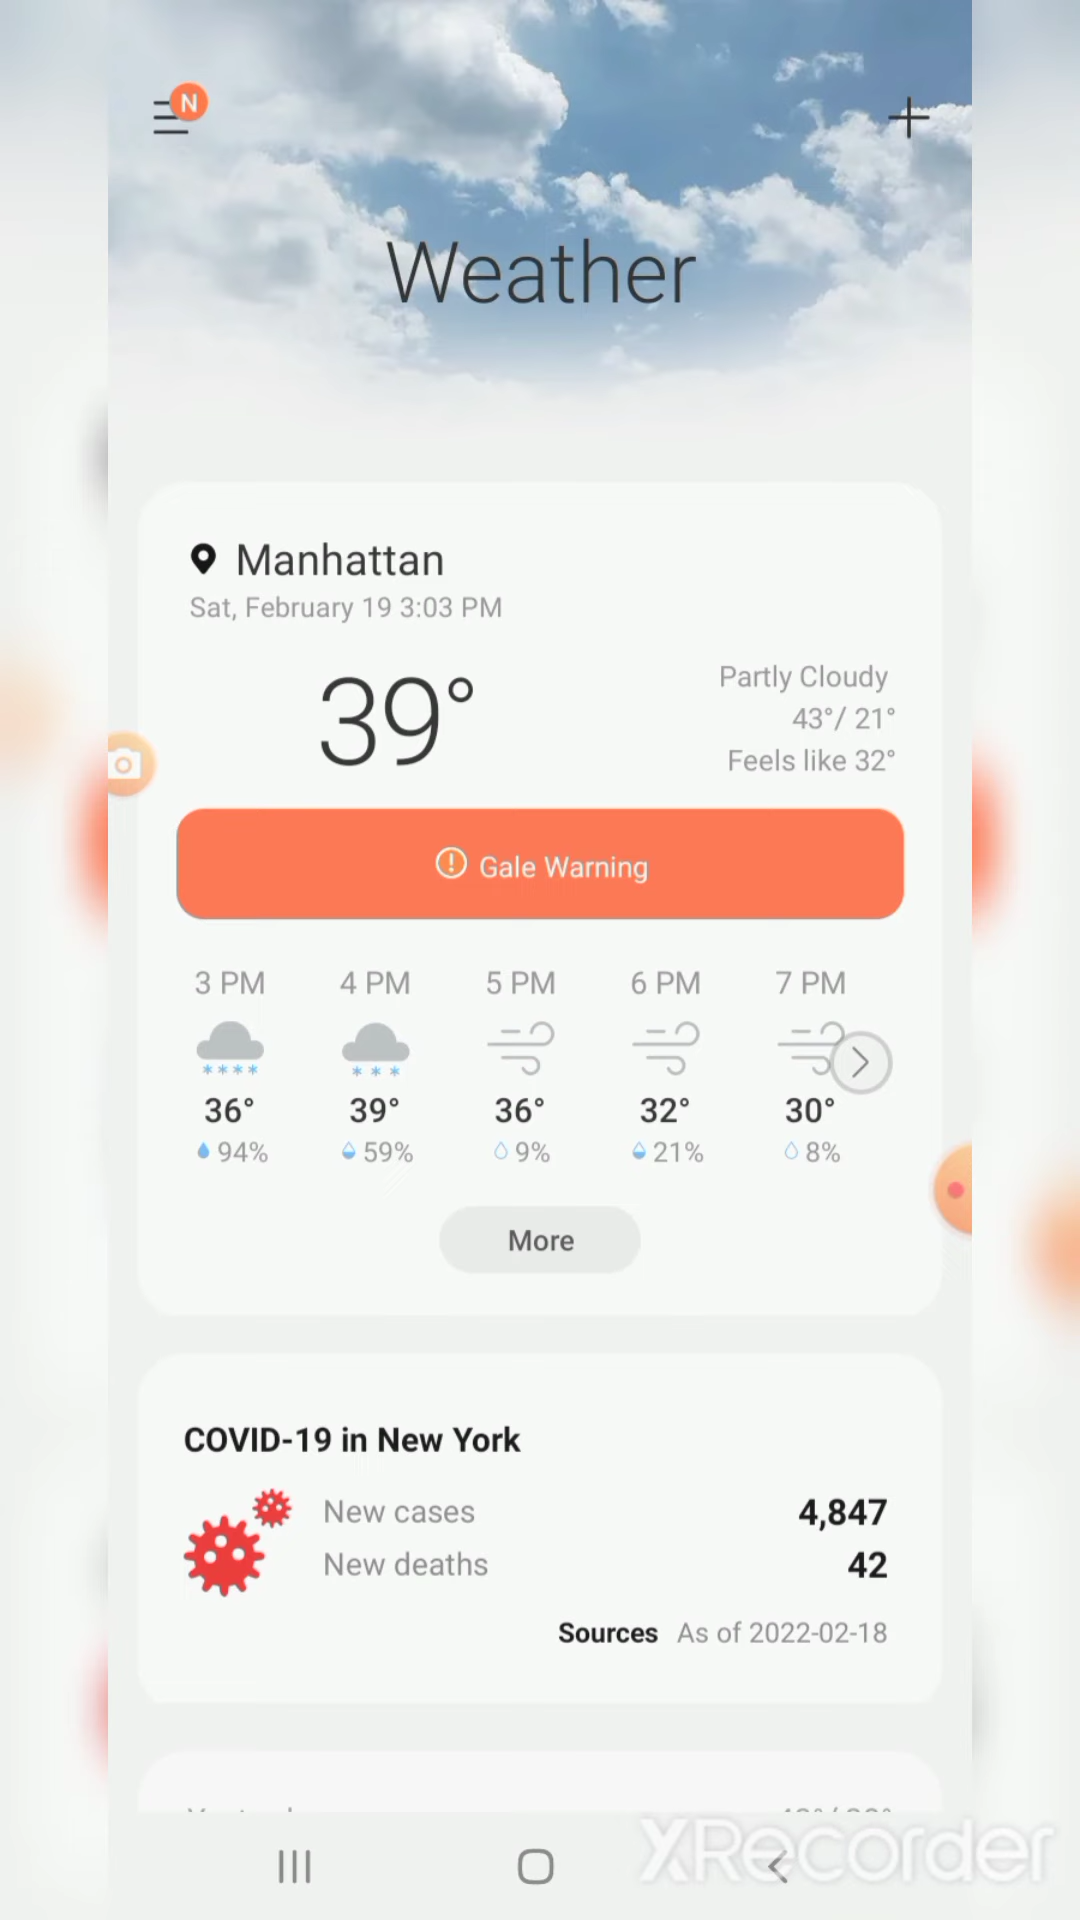 N
Weather
Manhattan
Sat, February 19 3:03 PM
39°
Partly Cloudy
43°/ 21°
Feels like 32°
Gale Warning
3 PM 4 PM 5 PM 6 PM 7 PM
36° 39° 36° 32° 30°
94% 59% 9% 21% 8%
More
COVID-19 in New York
New cases 4,847
New deaths 42
Sources As of 2022-02-18
XRecorder